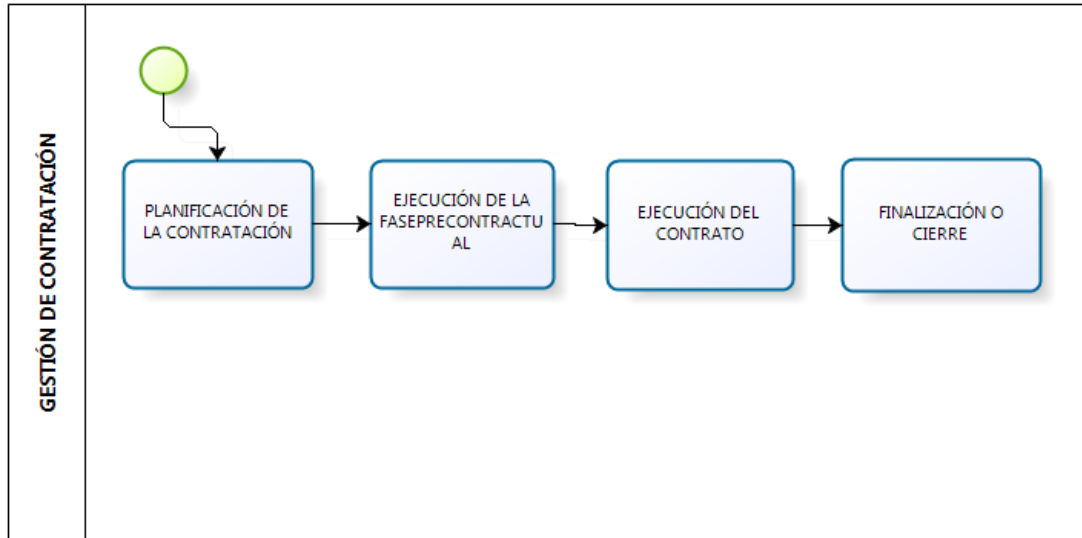 GESTIÓN DE CONTRATACIÓN
PLANIFICACIÓN DE
LA CONTRATACIÓN
EJECUCIÓN DE LA
FASEPRECONTRACTU
AL
EJECUCIÓN DEL
CONTRATO
FINALIZACIÓN O
CIERRE